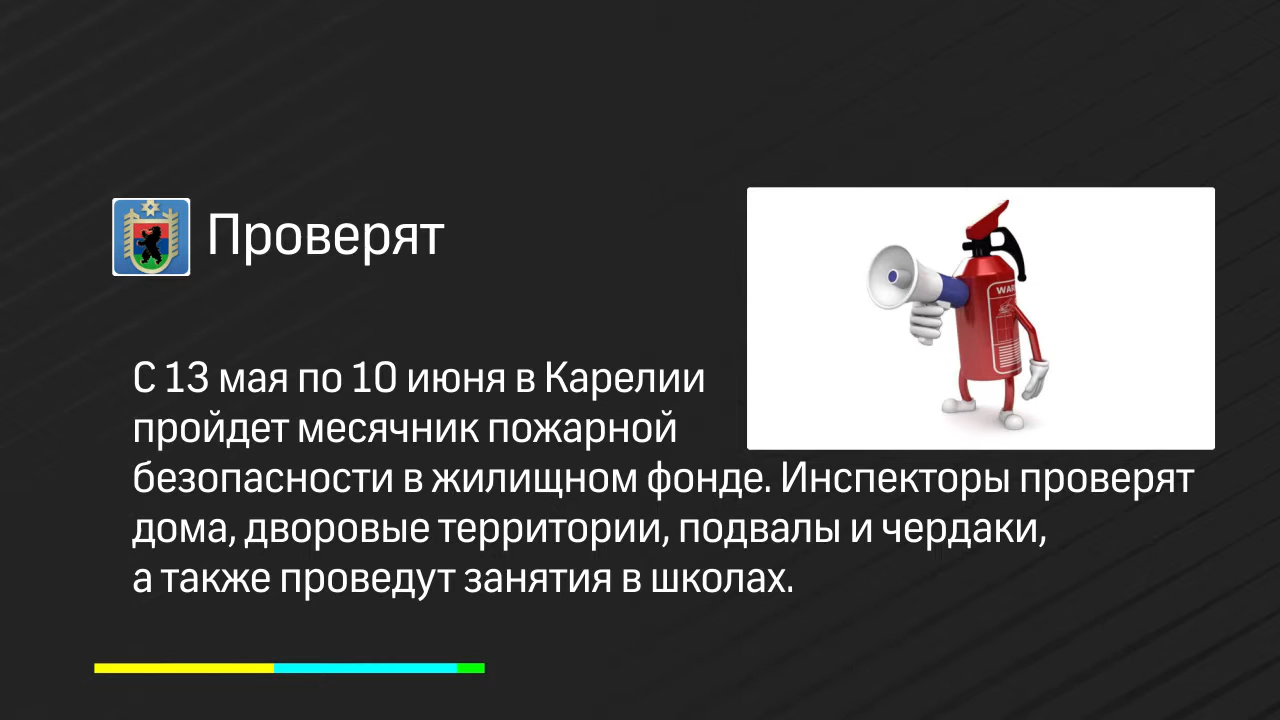 Проверят
С 13 мая по 10 июня в Карелии
пройдет месячник пожарной
безопасности в жилищном фонде. Инспекторы проверят
дома, дворовые территории, подвалы и чердаки,
а также проведут занятия в школах.